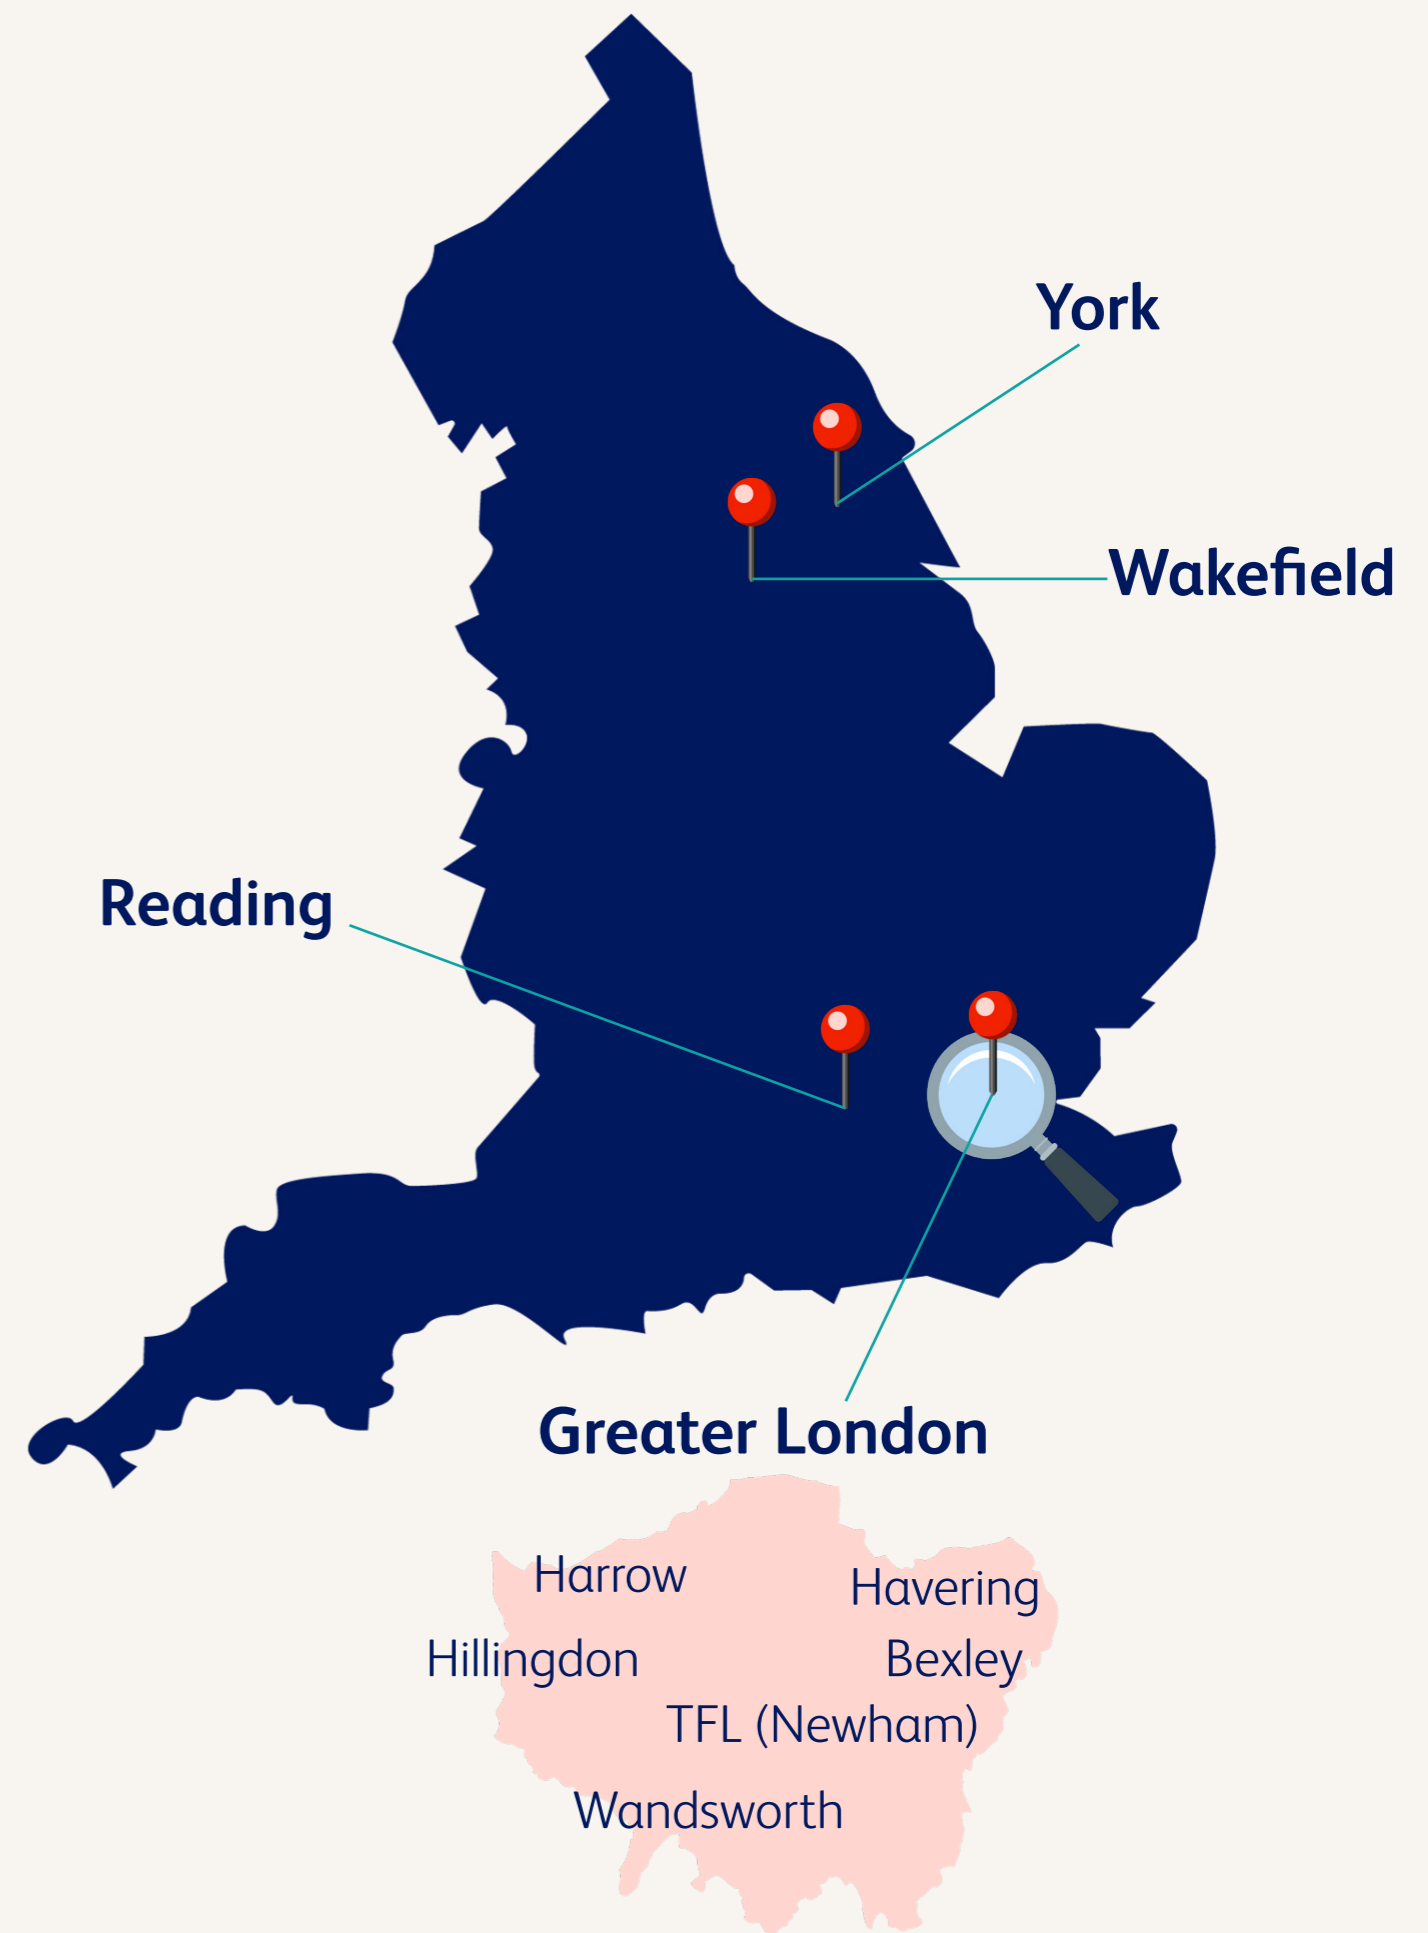 York
Wakefield
Reading
Greater London
Harrow
Havering
Hillingdon
Bexley
TFL (Newham)
Wandsworth